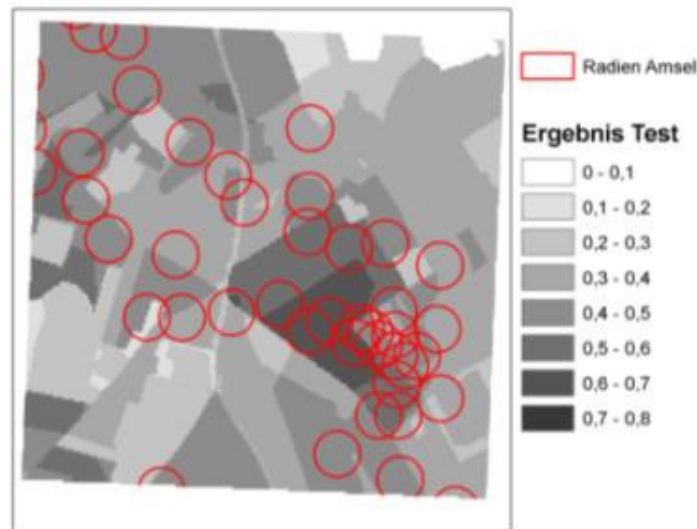 Radien Amsel
Ergebnis Test
0 - 0,1
0,1 - 0,2
0,2 - 0,3
0,3 - 0,4
0,4 - 0,5
0,5 - 0,6
0,6 - 0,7
0,7 - 0,8